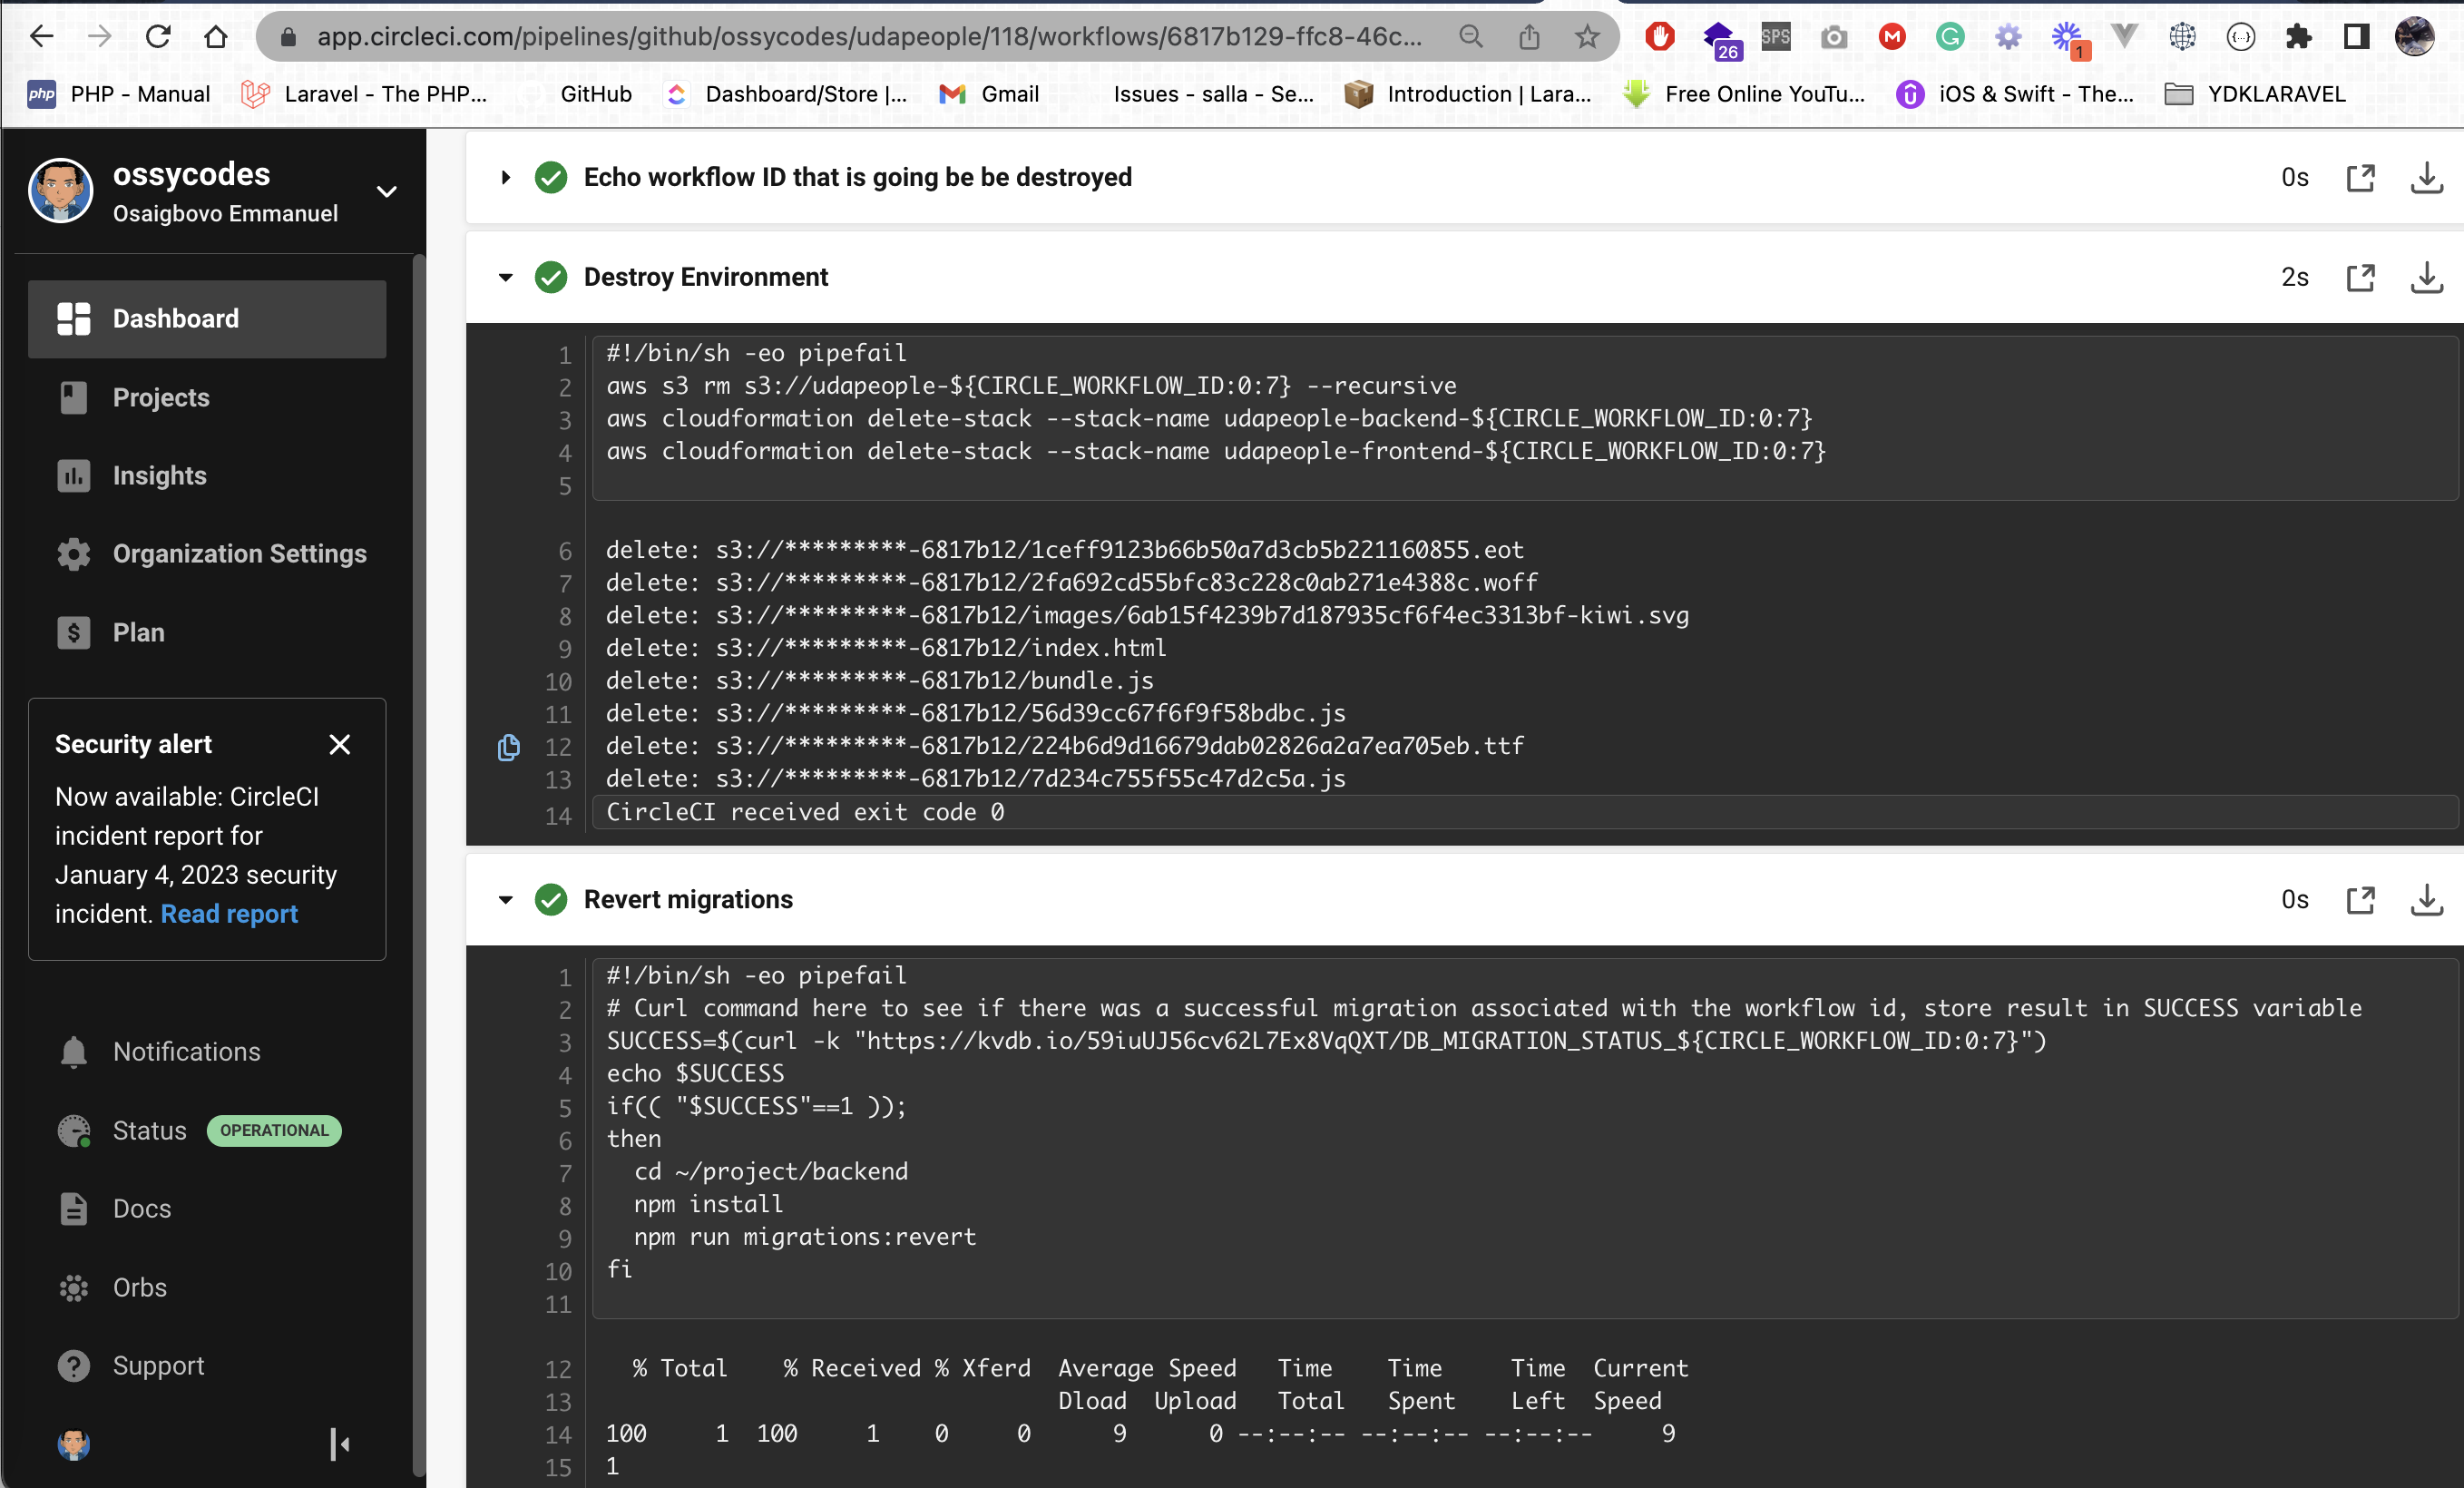 app.circleci.com/pipelines/github/ossycodes/udapeople/118/workflows/6817b129-ffc8-46c...
26
SPS
M
G
1
{...}
php PHP - Manual
Laravel - The PHP...
GitHub
Dashboard/Store |...
Gmail
Issues - salla - Se...
Introduction | Lara...
Free Online YouTu...
iOS & Swift - The...
YDKLARAVEL
ossycodes
Osaigbovo Emmanuel
Dashboard
Projects
Insights
Organization Settings
Plan
Security alert
Now available: CircleCI
incident report for
January 4, 2023 security
incident. Read report
Notifications
Status OPERATIONAL
Docs
Orbs
Support
Echo workflow ID that is going be be destroyed 0s
Destroy Environment 2s
1 #!/bin/sh -eo pipefail
2 aws s3 rm s3://udapeople-${CIRCLE_WORKFLOW_ID:0:7} --recursive
3 aws cloudformation delete-stack --stack-name udapeople-backend-${CIRCLE_WORKFLOW_ID:0:7}
4 aws cloudformation delete-stack --stack-name udapeople-frontend-${CIRCLE_WORKFLOW_ID:0:7}
5
6 delete: s3://*********-6817b12/1ceff9123b66b50a7d3cb5b221160855.eot
7 delete: s3://*********-6817b12/2fa692cd55bfc83c228c0ab271e4388c.woff
8 delete: s3://*********-6817b12/images/6ab15f4239b7d187935cf6f4ec3313bf-kiwi.svg
9 delete: s3://*********-6817b12/index.html
10 delete: s3://*********-6817b12/bundle.js
11 delete: s3://*********-6817b12/56d39cc67f6f9f58bdbc.js
12 delete: s3://*********-6817b12/224b6d9d16679dab02826a2a7ea705eb.ttf
13 delete: s3://*********-6817b12/7d234c755f55c47d2c5a.js
14 CircleCI received exit code 0
Revert migrations 0s
1 #!/bin/sh -eo pipefail
2 # Curl command here to see if there was a successful migration associated with the workflow id, store result in SUCCESS variable
3 SUCCESS=$(curl -k "https://kvdb.io/59iuUJ56cv62L7Ex8VqQXT/DB_MIGRATION_STATUS_${CIRCLE_WORKFLOW_ID:0:7}")
4 echo $SUCCESS
5 if(( "$SUCCESS"==1 ));
6 then
7 cd ~/project/backend
8 npm install
9 npm run migrations:revert
10 fi
11
12 % Total % Received % Xferd Average Speed Time Time Time Current
13 Dload Upload Total Spent Left Speed
14 100 1 100 1 0 0 9 0 --:--:-- --:--:-- --:--:-- 9
15 1